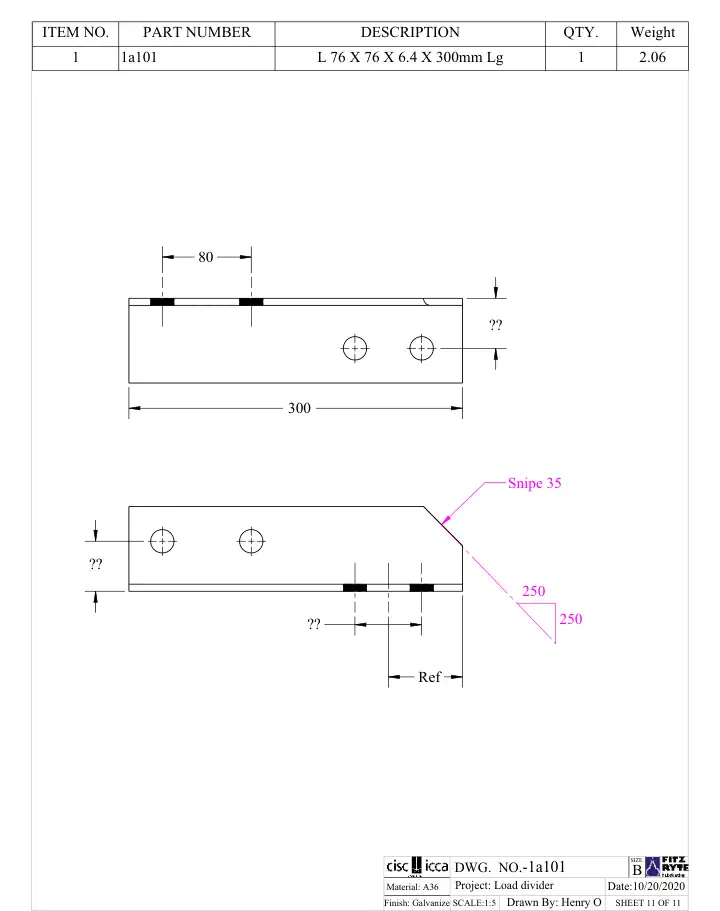 ITEM NO. PART NUMBER DESCRIPTION QTY. Weight
1 1a101 L 76 X 76 X 6.4 X 300mm Lg 1 2.06
80
??
300
Snipe 35
??
250
250
??
Ref
cisc icca DWG. NO.-1a101 SIZE B FITZ RYTE
Material: A36 Project: Load divider Date:10/20/2020
Finish: Galvanize SCALE:1:5 Drawn By: Henry O SHEET 11 OF 11